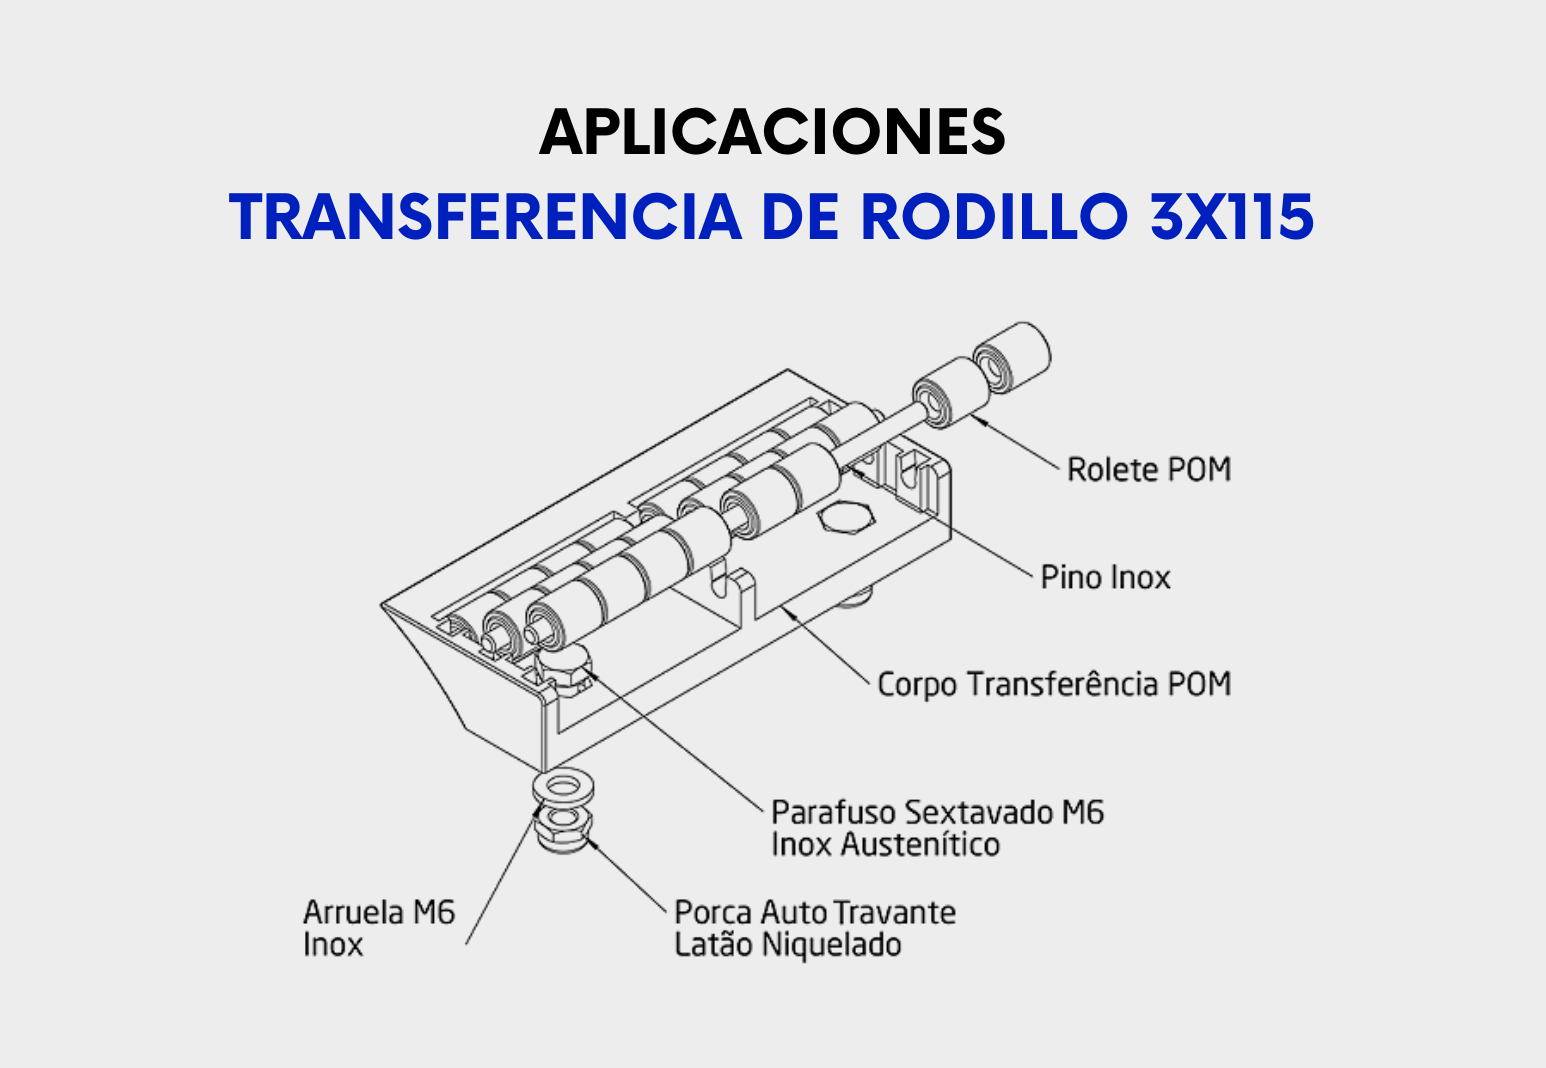 APLICACIONES
TRANSFERENCIA DE RODILLO 3X115
Rolete POM
Pino Inox
Corpo Transferência POM
Parafuso Sextavado M6
Inox Austenítico
Arruela M6
Inox
Porca Auto Travante
Latão Niquelado